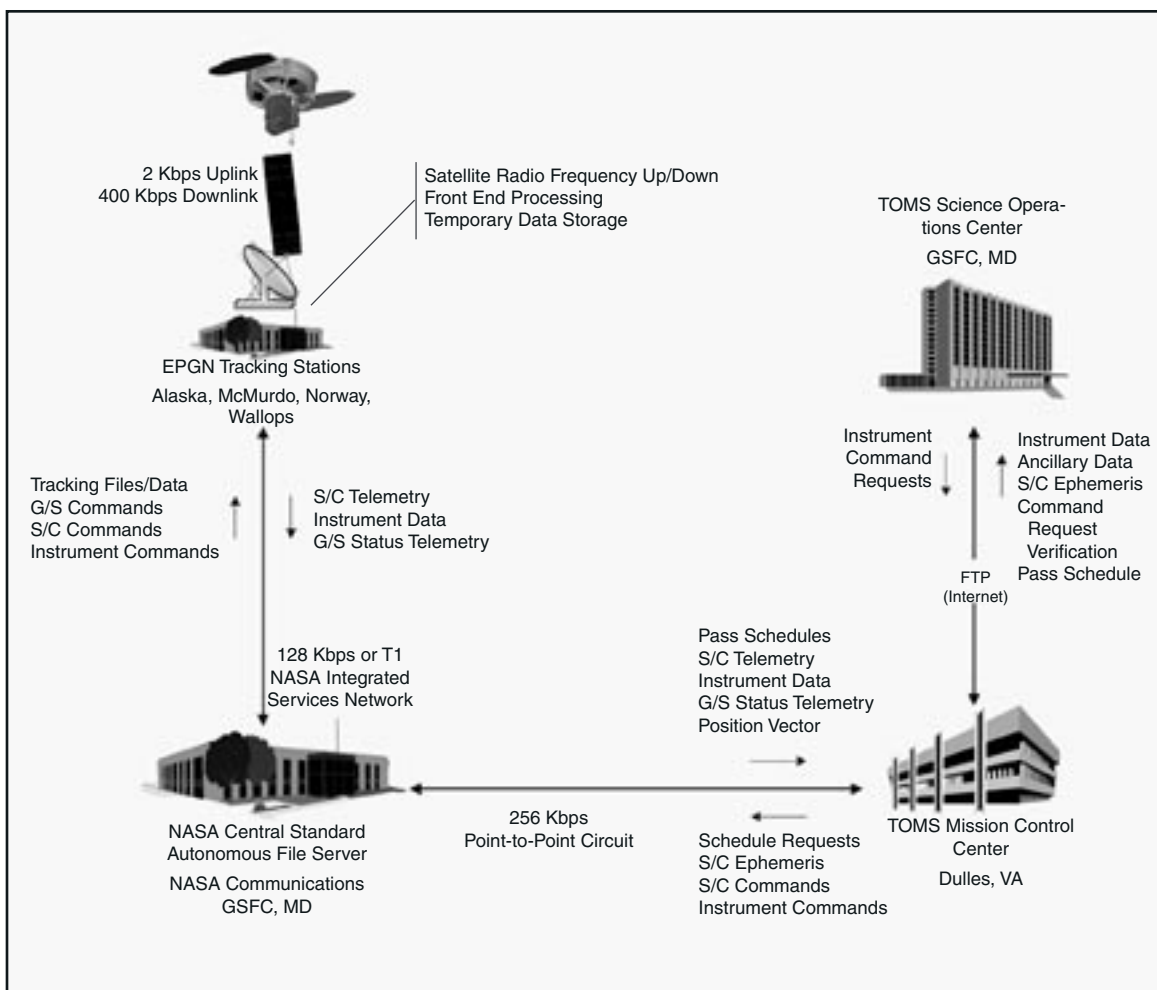 2 Kbps Uplink
400 Kbps Downlink
Satellite Radio Frequency Up/Down
Front End Processing
Temporary Data Storage
EPGN Tracking Stations
Alaska, McMurdo, Norway,
Wallops
TOMS Science Opera-
tions Center
GSFC, MD
Tracking Files/Data
G/S Commands
S/C Commands
Instrument Commands
S/C Telemetry
Instrument Data
G/S Status Telemetry
Instrument
Command
Requests
Instrument Data
Ancillary Data
S/C Ephemeris
Command
Request
Verification
Pass Schedule
FTP
(Internet)
128 Kbps or T1
NASA Integrated
Services Network
Pass Schedules
S/C Telemetry
Instrument Data
G/S Status Telemetry
Position Vector
NASA Central Standard
Autonomous File Server
NASA Communications
GSFC, MD
256 Kbps
Point-to-Point Circuit
Schedule Requests
S/C Ephemeris
S/C Commands
Instrument Commands
TOMS Mission Control
Center
Dulles, VA